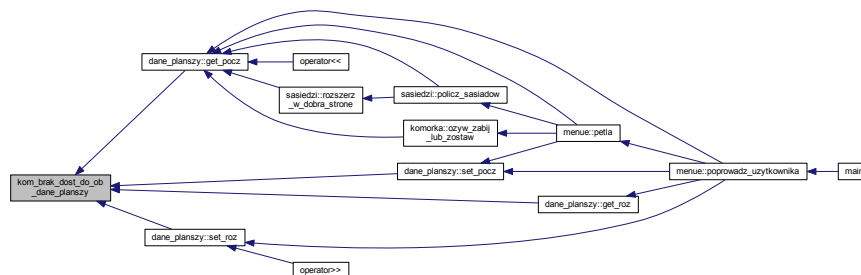 dane_planszy::get_pocz
operator<<
sasiedzi::rozszerz
_w_dobra_strone
sasiedzi::policz_sasiadow
komorka::ozyw_zabij
_lub_zostaw
menue::petla
kom_brak_dost_do_ob
_dane_planszy
dane_planszy::set_pocz
menue::poprowadz_uzytkownika
main
dane_planszy::get_roz
dane_planszy::set_roz
operator>>